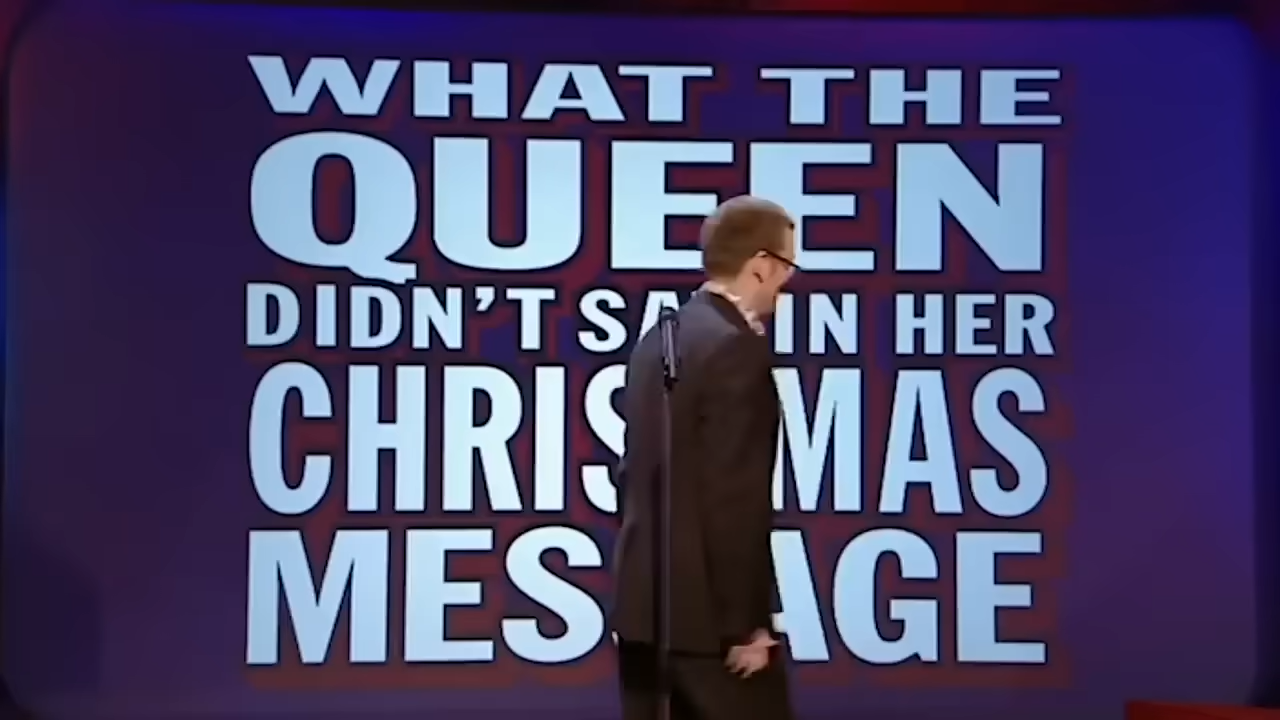 WHAT THE
QUEEN
DIDN'T SAY IN HER
CHRISTMAS
MESSAGE